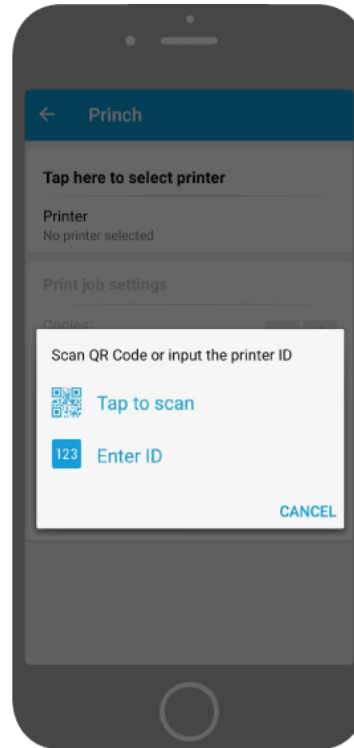 Princh
Tap here to select printer
Printer
No printer selected
Print job settings
Copies:
Scan QR Code or input the printer ID
Tap to scan
123 Enter ID
CANCEL